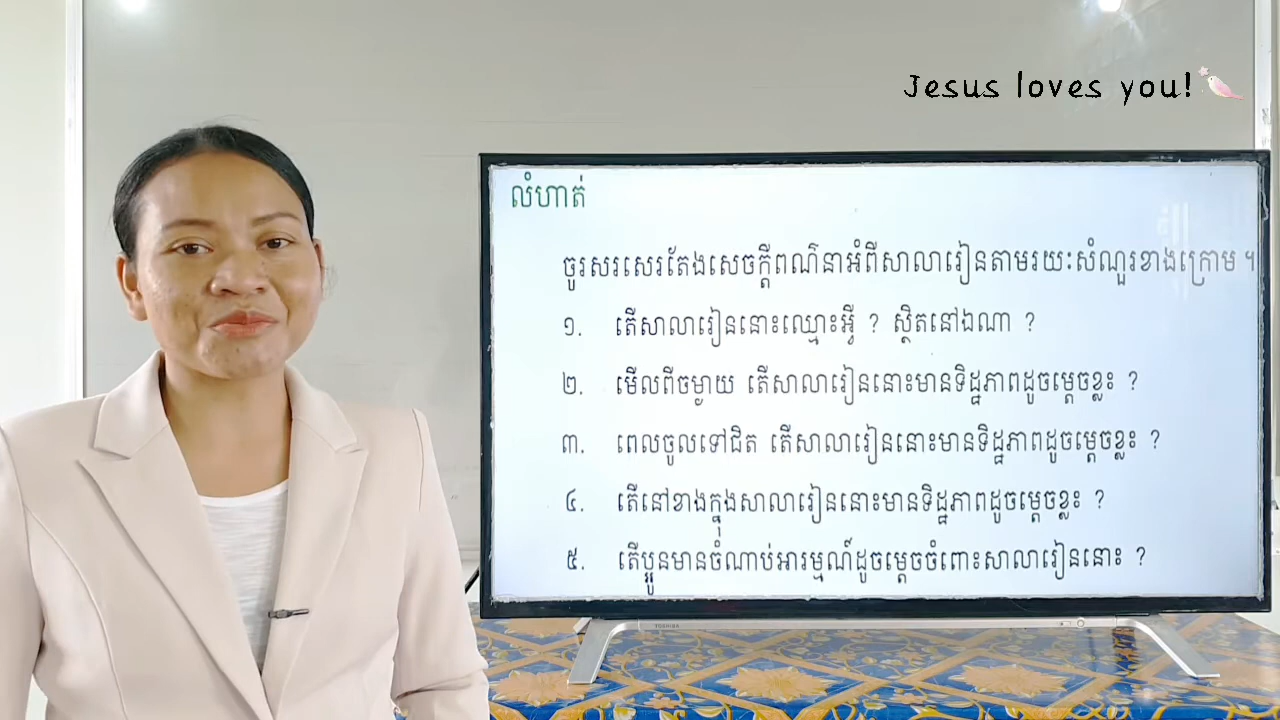 Jesus loves you!
លំហាត់
ចូរសរសេរតែងសេចក្តីពណ៌នាអំពីសាលារៀនតាមរយៈសំណួរខាងក្រោម ។
១. តើសាលារៀននោះឈ្មោះអ្វី ? ស្ថិតនៅឯណា ?
២. មើលពីចម្ងាយ តើសាលារៀននោះមានទិដ្ឋភាពដូចម្តេចខ្លះ ?
៣. ពេលចូលទៅជិត តើសាលារៀននោះមានទិដ្ឋភាពដូចម្តេចខ្លះ ?
៤. តើនៅខាងក្នុងសាលារៀននោះមានទិដ្ឋភាពដូចម្តេចខ្លះ ?
៥. តើប្អូនមានចំណាប់អារម្មណ៍ដូចម្តេចចំពោះសាលារៀននោះ ?
TOSHIBA